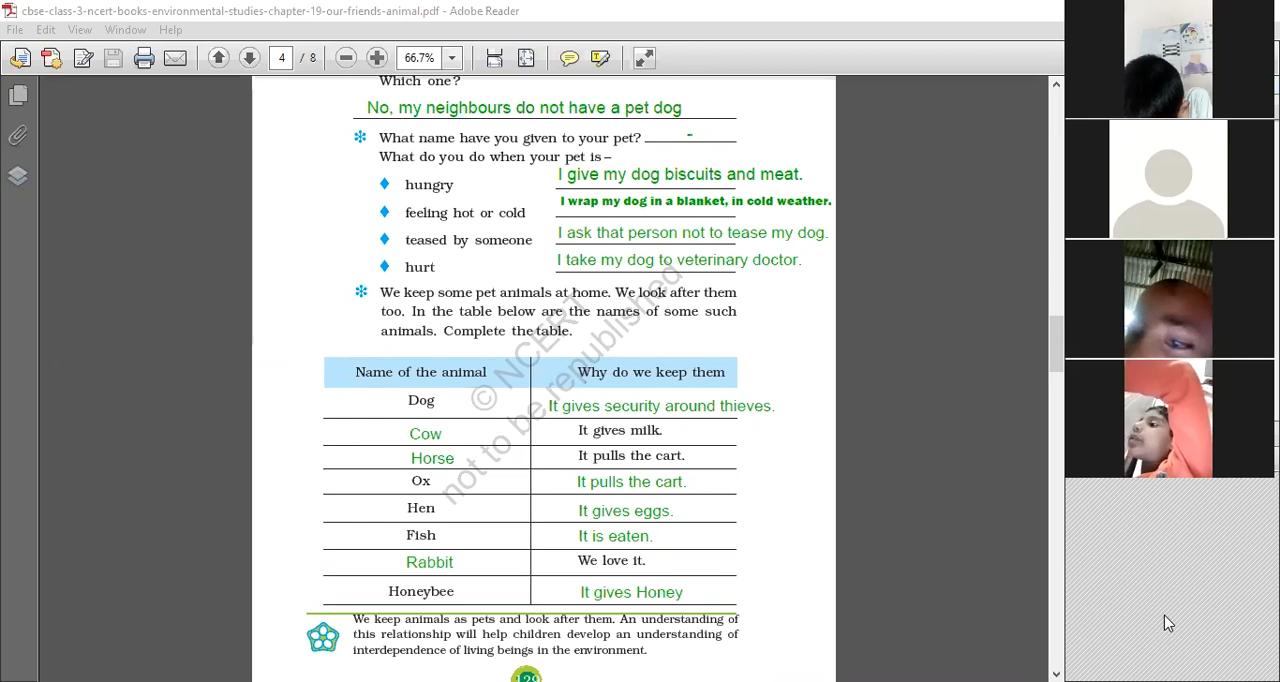 cbse-class-3-ncert-books-environmental-studies-chapter-19-our-friends-animal.pdf - Adobe Reader
File Edit View Window Help
4 / 8 66.7%
Which one?
No, my neighbours do not have a pet dog
What name have you given to your pet? -
What do you do when your pet is –
hungry I give my dog biscuits and meat.
feeling hot or cold I wrap my dog in a blanket, in cold weather.
teased by someone I ask that person not to tease my dog.
hurt I take my dog to veterinary doctor.
We keep some pet animals at home. We look after them
too. In the table below are the names of some such
animals. Complete the table.
© NCERT
not to be republished
Name of the animal Why do we keep them
Dog It gives security around thieves.
Cow It gives milk.
Horse It pulls the cart.
Ox It pulls the cart.
Hen It gives eggs.
Fish It is eaten.
Rabbit We love it.
Honeybee It gives Honey
We keep animals as pets and look after them. An understanding of
this relationship will help children develop an understanding of
interdependence of living beings in the environment.